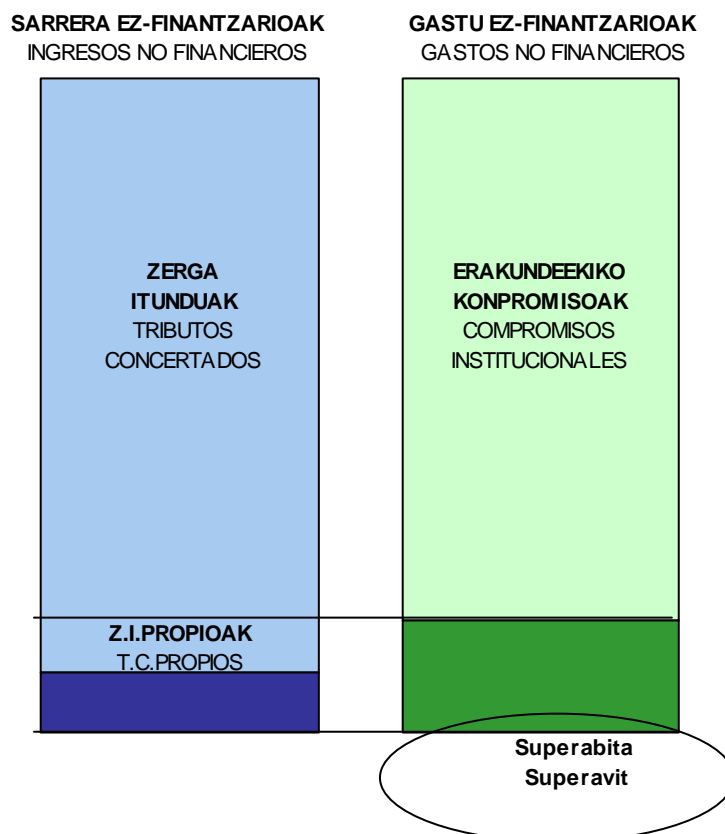 SARRERA EZ-FINANTZARIOAK
INGRESOS NO FINANCIEROS
GASTU EZ-FINANTZARIOAK
GASTOS NO FINANCIEROS
ZERGA
ITUNDUAK
TRIBUTOS
CONCERTADOS
ERAKUNDEEKIKO
KONPROMISOAK
COMPROMISOS
INSTITUCIONALES
Z.I.PROPIOAK
T.C.PROPIOS
Superabita
Superavit